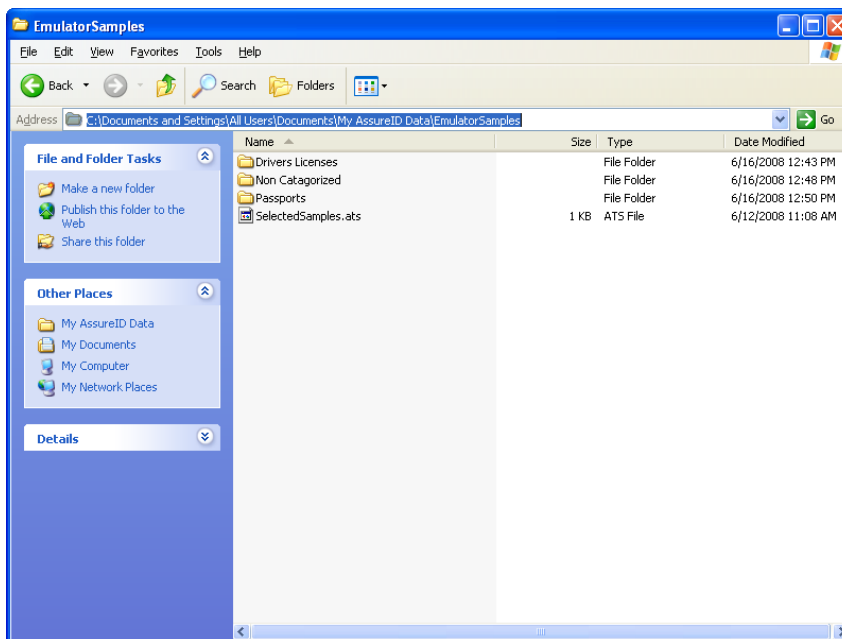 EmulatorSamples
File Edit View Favorites Tools Help
Back Search Folders
Address C:\Documents and Settings\All Users\Documents\My AssureID Data\EmulatorSamples Go
File and Folder Tasks
Make a new folder
Publish this folder to the
Web
Share this folder
Other Places
My AssureID Data
My Documents
My Computer
My Network Places
Details
Name Size Type Date Modified
Drivers Licenses File Folder 6/16/2008 12:43 PM
Non Catagorized File Folder 6/16/2008 12:48 PM
Passports File Folder 6/16/2008 12:50 PM
SelectedSamples.ats 1 KB ATS File 6/12/2008 11:08 AM